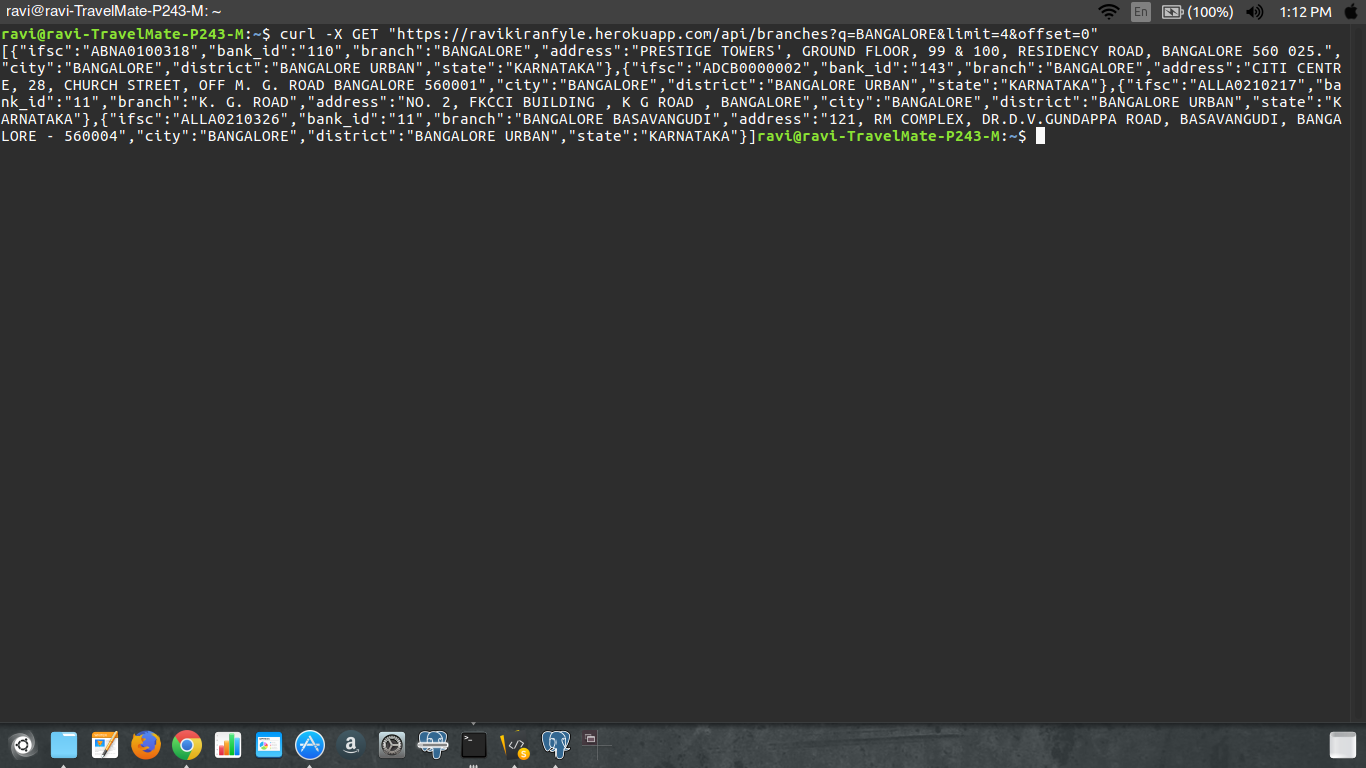 ravi@ravi-TravelMate-P243-M: ~
En (100%) 1:12 PM
ravi@ravi-TravelMate-P243-M:~$ curl -X GET "https://ravikiranfyle.herokuapp.com/api/branches?q=BANGALORE&limit=4&offset=0"
[{"ifsc":"ABNA0100318","bank_id":"110","branch":"BANGALORE","address":"PRESTIGE TOWERS', GROUND FLOOR, 99 & 100, RESIDENCY ROAD, BANGALORE 560 025.",
"city":"BANGALORE","district":"BANGALORE URBAN","state":"KARNATAKA"},{"ifsc":"ADCB0000002","bank_id":"143","branch":"BANGALORE","address":"CITI CENTR
E, 28, CHURCH STREET, OFF M. G. ROAD BANGALORE 560001","city":"BANGALORE","district":"BANGALORE URBAN","state":"KARNATAKA"},{"ifsc":"ALLA0210217","ba
nk_id":"11","branch":"K. G. ROAD","address":"NO. 2, FKCCI BUILDING , K G ROAD , BANGALORE","city":"BANGALORE","district":"BANGALORE URBAN","state":"K
ARNATAKA"},{"ifsc":"ALLA0210326","bank_id":"11","branch":"BANGALORE BASAVANGUDI","address":"121, RM COMPLEX, DR.D.V.GUNDAPPA ROAD, BASAVANGUDI, BANGA
LORE - 560004","city":"BANGALORE","district":"BANGALORE URBAN","state":"KARNATAKA"}]ravi@ravi-TravelMate-P243-M:~$